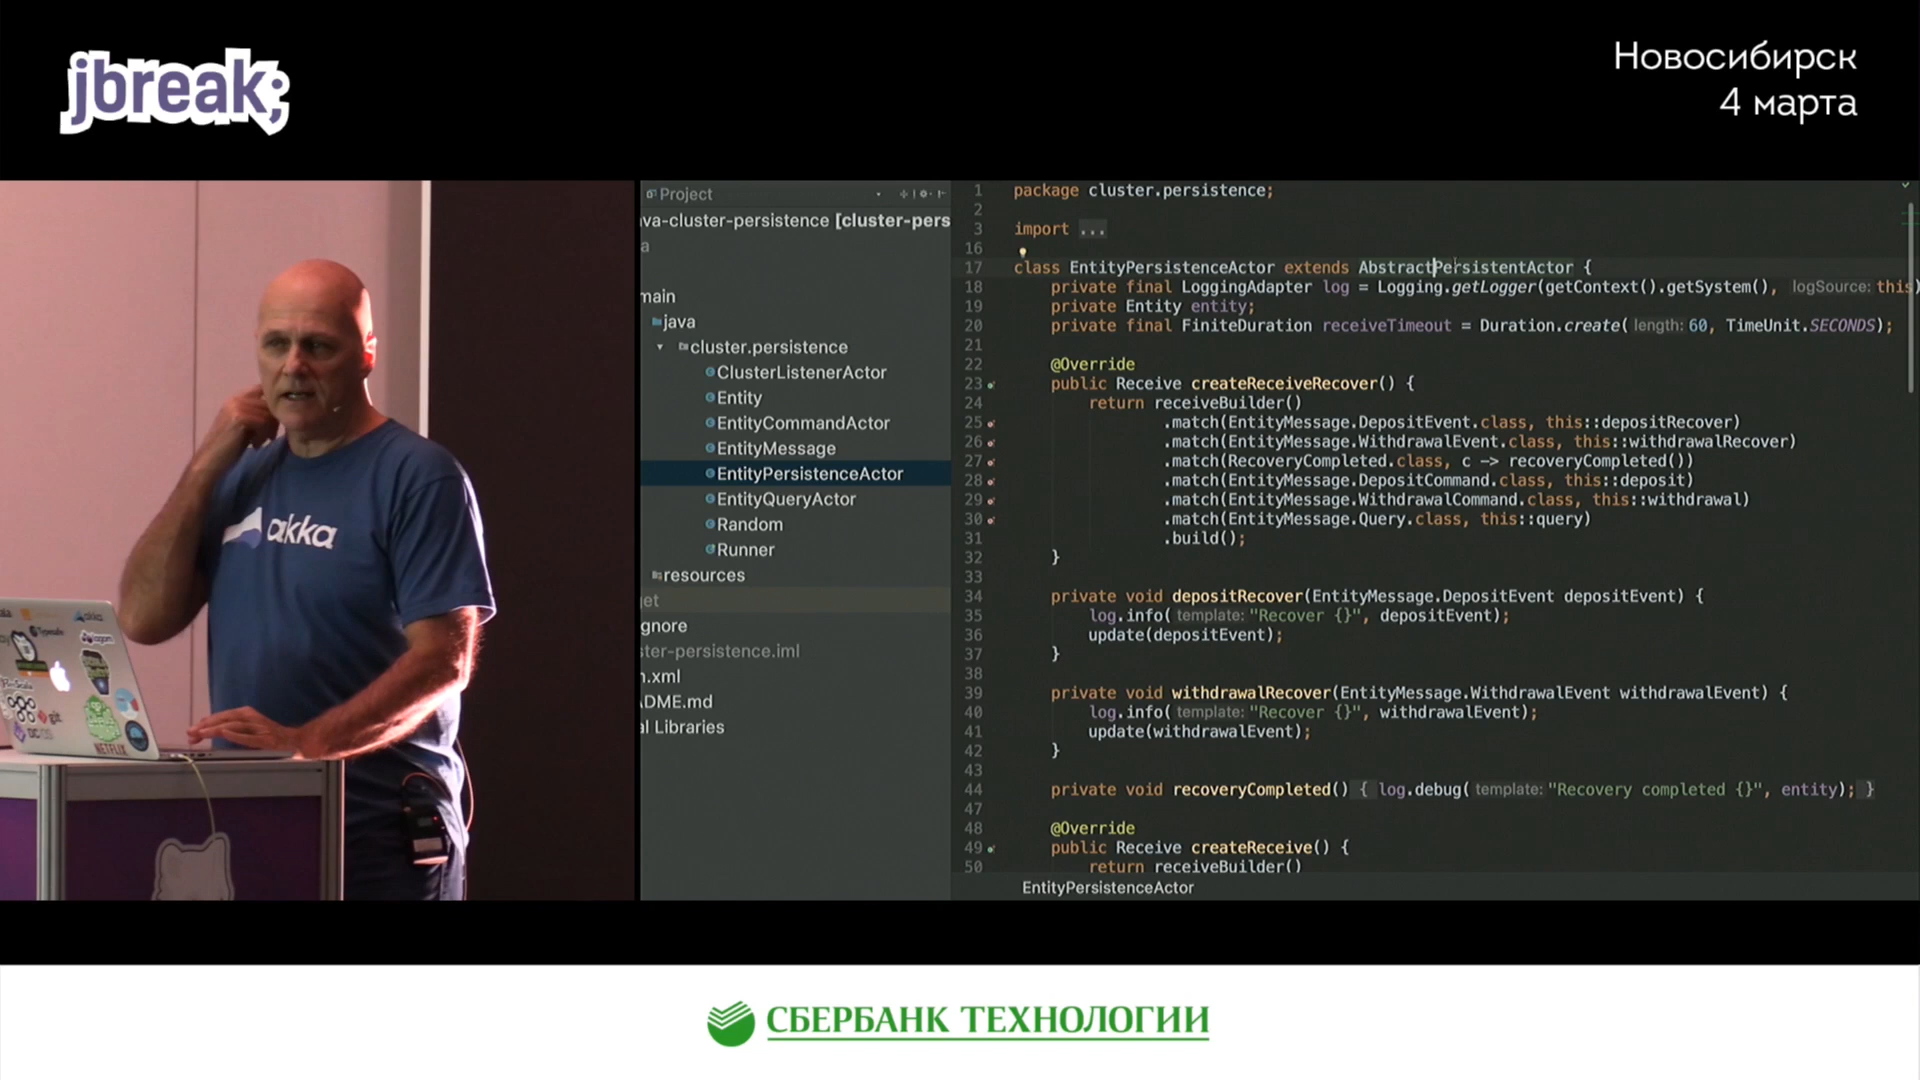 jbreak;
Новосибирск
4 марта
akka
NETFLIX
git
Project
va-cluster-persistence [cluster-pers
a
main
java
cluster.persistence
ClusterListenerActor
Entity
EntityCommandActor
EntityMessage
EntityPersistenceActor
EntityQueryActor
Random
Runner
resources
get
gnore
ster-persistence.iml
.xml
DME.md
al Libraries
1 package cluster.persistence;
2
3 import ...
16
17 class EntityPersistenceActor extends AbstractPersistentActor {
18 private final LoggingAdapter log = Logging.getLogger(getContext().getSystem(), logSource: this)
19 private Entity entity;
20 private final FiniteDuration receiveTimeout = Duration.create( length: 60, TimeUnit.SECONDS);
21
22 @Override
23 public Receive createReceiveRecover() {
24 return receiveBuilder()
25 .match(EntityMessage.DepositEvent.class, this::depositRecover)
26 .match(EntityMessage.WithdrawalEvent.class, this::withdrawalRecover)
27 .match(RecoveryCompleted.class, c -> recoveryCompleted())
28 .match(EntityMessage.DepositCommand.class, this::deposit)
29 .match(EntityMessage.WithdrawalCommand.class, this::withdrawal)
30 .match(EntityMessage.Query.class, this::query)
31 .build();
32 }
33
34 private void depositRecover(EntityMessage.DepositEvent depositEvent) {
35 log.info( template: "Recover {}", depositEvent);
36 update(depositEvent);
37 }
38
39 private void withdrawalRecover(EntityMessage.WithdrawalEvent withdrawalEvent) {
40 log.info( template: "Recover {}", withdrawalEvent);
41 update(withdrawalEvent);
42 }
43
44 private void recoveryCompleted() { log.debug( template: "Recovery completed {}", entity); }
47
48 @Override
49 public Receive createReceive() {
50 return receiveBuilder()
EntityPersistenceActor
СБЕРБАНК ТЕХНОЛОГИИ